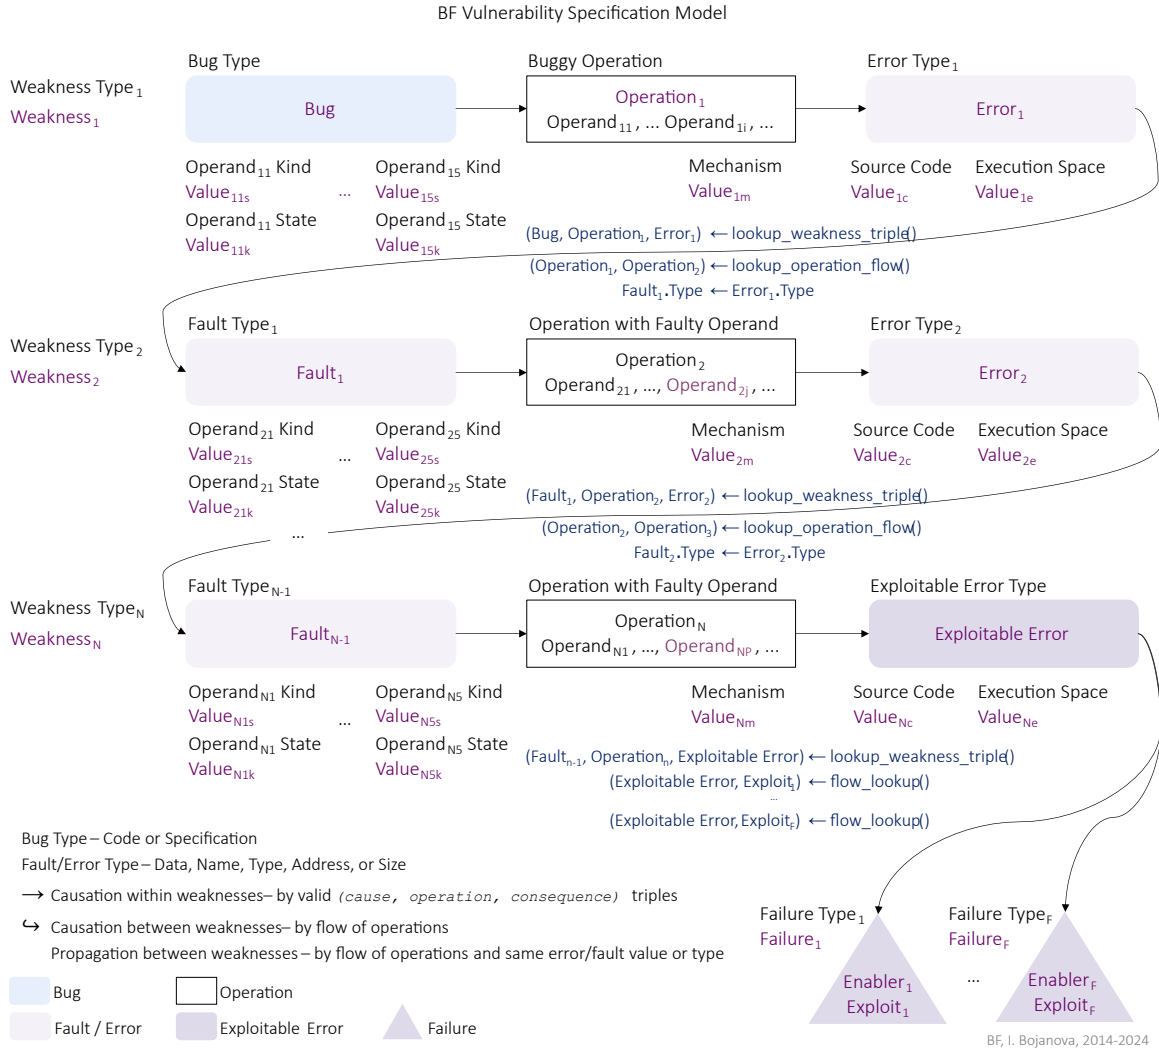 BF Vulnerability Specification Model
Bug Type
Buggy Operation
Error Type1
Weakness Type1
Weakness1
Bug
Operation1
Operand11, ... Operand1i, ...
Error1
Operand11 Kind
Value11s
...
Operand15 Kind
Value15s
Mechanism
Value1m
Source Code
Value1c
Execution Space
Value1e
Operand11 State
Value11k
Operand15 State
Value15k
(Bug, Operation1, Error1) ← lookup_weakness_triple()
(Operation1, Operation2) ← lookup_operation_flow()
Fault1.Type ← Error1.Type
Fault Type1
Operation with Faulty Operand
Error Type2
Weakness Type2
Weakness2
Fault1
Operation2
Operand21, ..., Operand2j, ...
Error2
Operand21 Kind
Value21s
...
Operand25 Kind
Value25s
Mechanism
Value2m
Source Code
Value2c
Execution Space
Value2e
Operand21 State
Value21k
Operand25 State
Value25k
(Fault1, Operation2, Error2) ← lookup_weakness_triple()
(Operation2, Operation3) ← lookup_operation_flow()
Fault2.Type ← Error2.Type
...
Fault TypeN-1
Operation with Faulty Operand
Exploitable Error Type
Weakness TypeN
WeaknessN
FaultN-1
OperationN
OperandN1, ..., OperandNP, ...
Exploitable Error
OperandN1 Kind
ValueN1s
...
OperandN5 Kind
ValueN5s
Mechanism
ValueNm
Source Code
ValueNc
Execution Space
ValueNe
OperandN1 State
ValueN1k
OperandN5 State
ValueN5k
(Faultn-1, Operationn, Exploitable Error) ← lookup_weakness_triple()
(Exploitable Error, Exploit1) ← flow_lookup()
...
(Exploitable Error, ExploitF) ← flow_lookup()
Bug Type – Code or Specification
Fault/Error Type – Data, Name, Type, Address, or Size
→ Causation within weaknesses– by valid (cause, operation, consequence) triples
↪ Causation between weaknesses– by flow of operations
Propagation between weaknesses – by flow of operations and same error/fault value or type
Bug
Operation
Fault / Error
Exploitable Error
Failure
Failure Type1
Failure1
Enabler1
Exploit1
...
Failure TypeF
FailureF
EnablerF
ExploitF
BF, I. Bojanova, 2014-2024